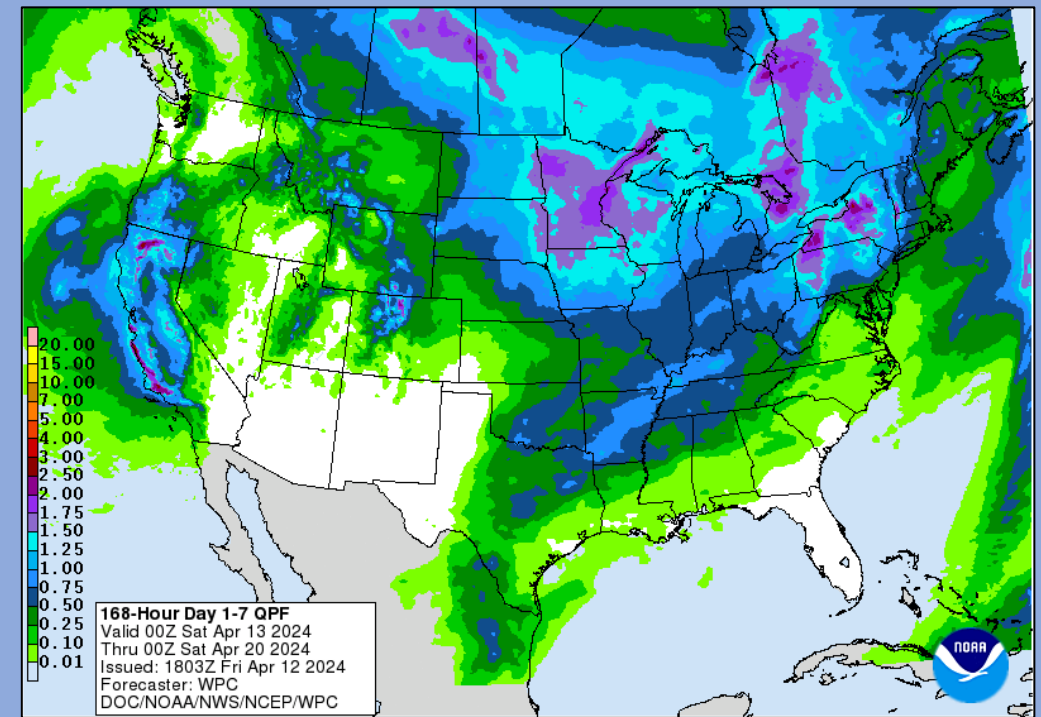 20.00
15.00
10.00
7.00
5.00
4.00
3.00
2.50
2.00
1.75
1.50
1.25
1.00
0.75
0.50
0.25
0.10
0.01
168-Hour Day 1-7 QPF
Valid 00Z Sat Apr 13 2024
Thru 00Z Sat Apr 20 2024
Issued: 1803Z Fri Apr 12 2024
Forecaster: WPC
DOC/NOAA/NWS/NCEP/WPC
NOAA